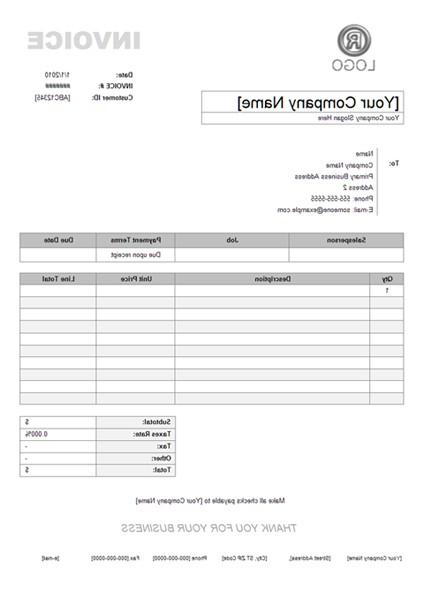 LOGO
INVOICE
Date: 1/1/2010
INVOICE #: #######
Customer ID: [ABC12345]
[Your Company Name]
Your Company Slogan Here
To:
Name
Company Name
Primary Business Address
Address 2
Phone: 555-555-5555
E-mail: someone@example.com
Salesperson Job Payment Terms Due Date
Due upon receipt
Qty Description Unit Price Line Total
1
Subtotal: $
Taxes Rate: 0.000%
Tax: -
Other: -
Total: $
Make all checks payable to [Your Company Name]
THANK YOU FOR YOUR BUSINESS
[Your Company Name] [Street Address], [City, ST ZIP Code] Phone [000-000-0000] Fax [000-000-0000] [e-mail]